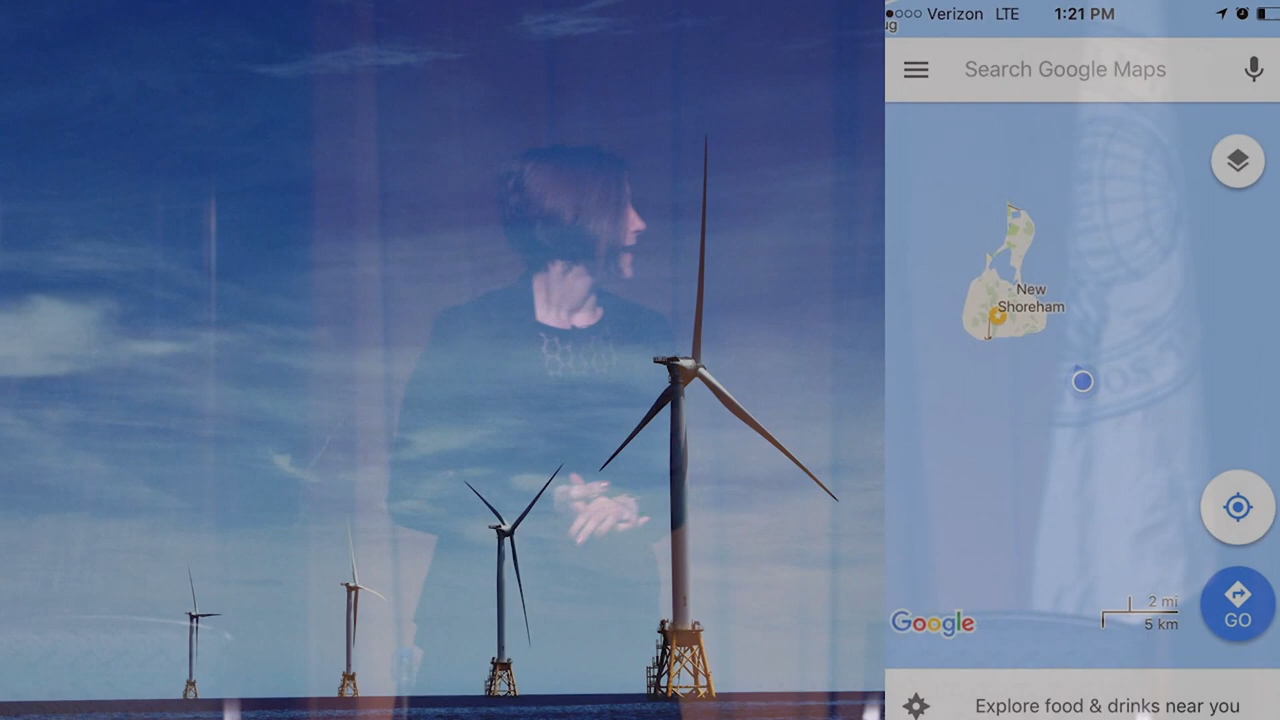 Verizon LTE 1:21 PM
ug
Search Google Maps
New
Shoreham
2 mi
5 km
Google
GO
Explore food & drinks near you